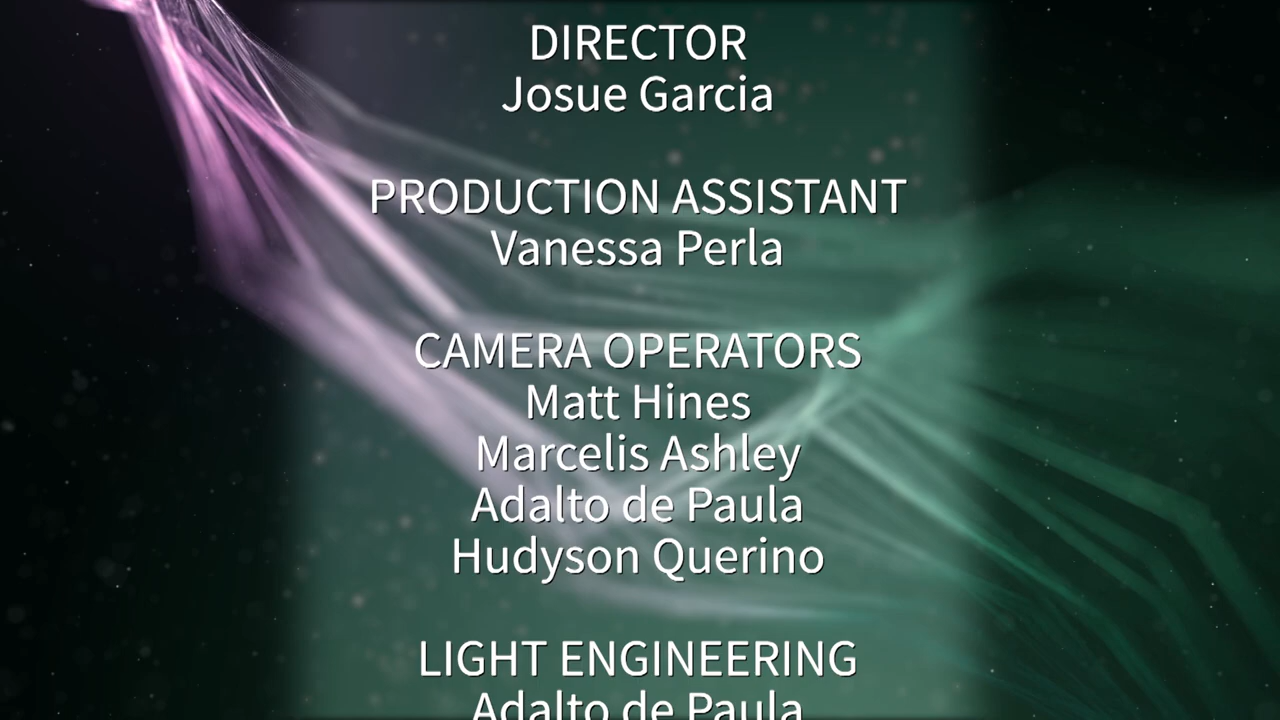 DIRECTOR
Josue Garcia
PRODUCTION ASSISTANT
Vanessa Perla
CAMERA OPERATORS
Matt Hines
Marcelis Ashley
Adalto de Paula
Hudyson Querino
LIGHT ENGINEERING
Adalto de Paula